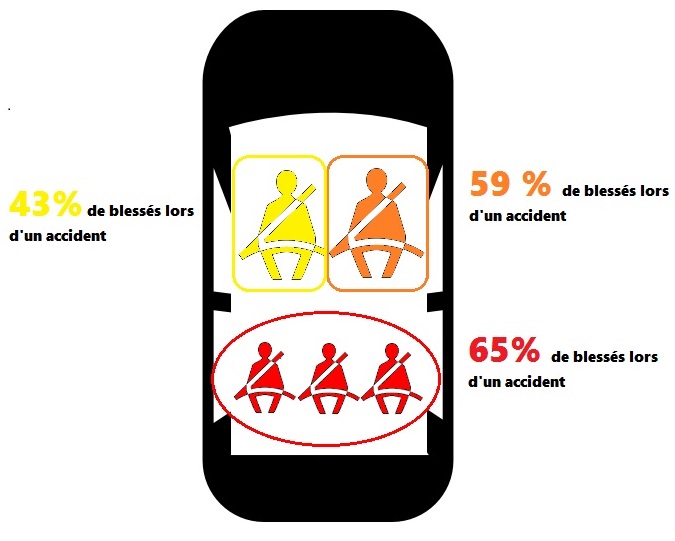 43% de blessés lors
d'un accident
59 % de blessés lors
d'un accident
65% de blessés lors
d'un accident